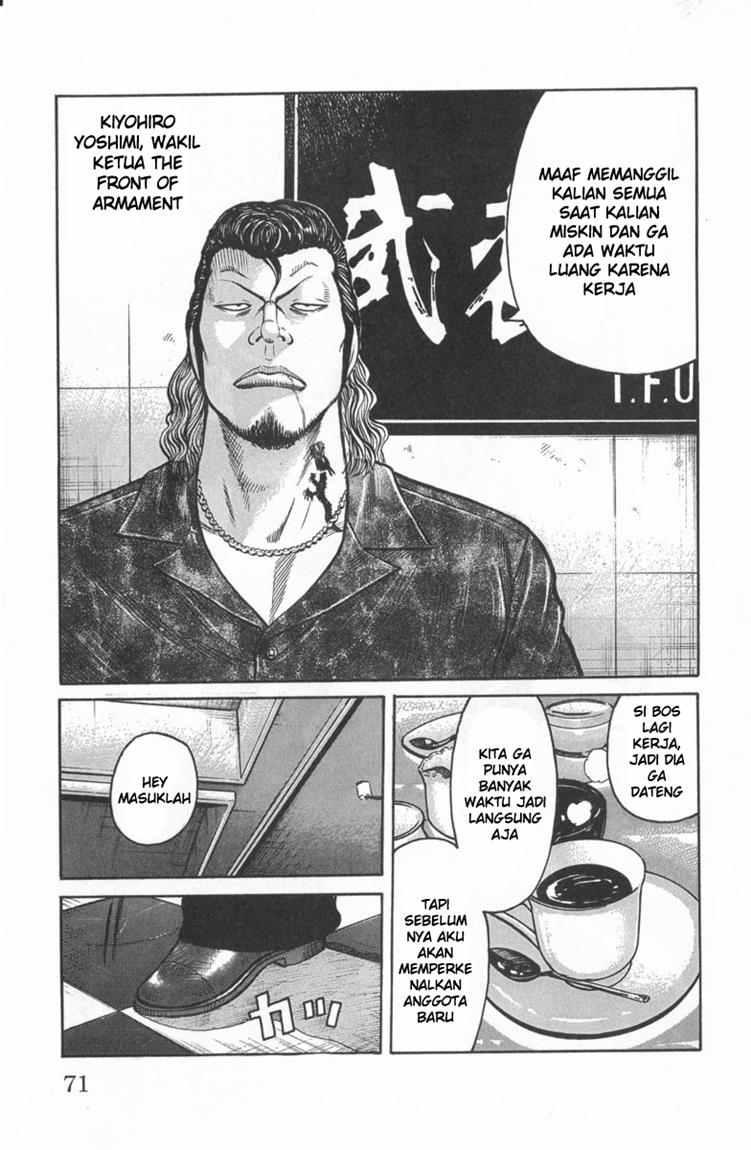 MAAF MEMANGGIL
KALIAN SEMUA
SAAT KALIAN
MISKIN DAN GA
ADA WAKTU
LUANG KARENA
KERJA
KIYOHIRO
YOSHIMI, WAKIL
KETUA THE
FRONT OF
ARMAMENT
武装
T.F.O
SI BOS
LAGI
KERJA,
JADI DIA
GA
DATENG
KITA GA
PUNYA
BANYAK
WAKTU JADI
LANGSUNG
AJA
TAPI
SEBELUM
NYA AKU
AKAN
MEMPERKE
NALKAN
ANGGOTA
BARU
HEY
MASUKLAH
カッ
71